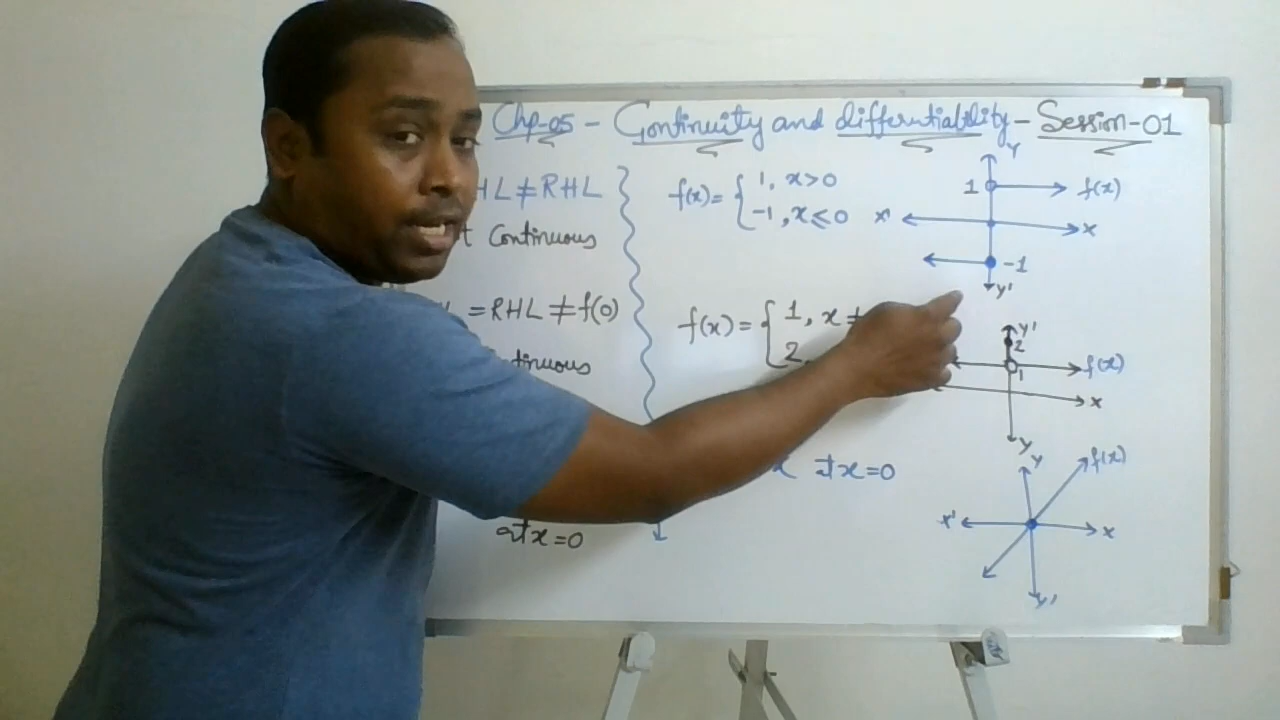 Chp-05 - Continuity and differentiability - Session-01
HL ≠ RHL
Continuous
= RHL ≠ f(0)
at x=0
f(x) = { 1, x > 0
-1, x ≤ 0
Y
1
f(x)
X'
X
-1
Y'
f(x) = { 1, x ≠
2,
Y'
2
f(x)
1
X
Y
at x=0
Y
f(x)
X'
X
Y'